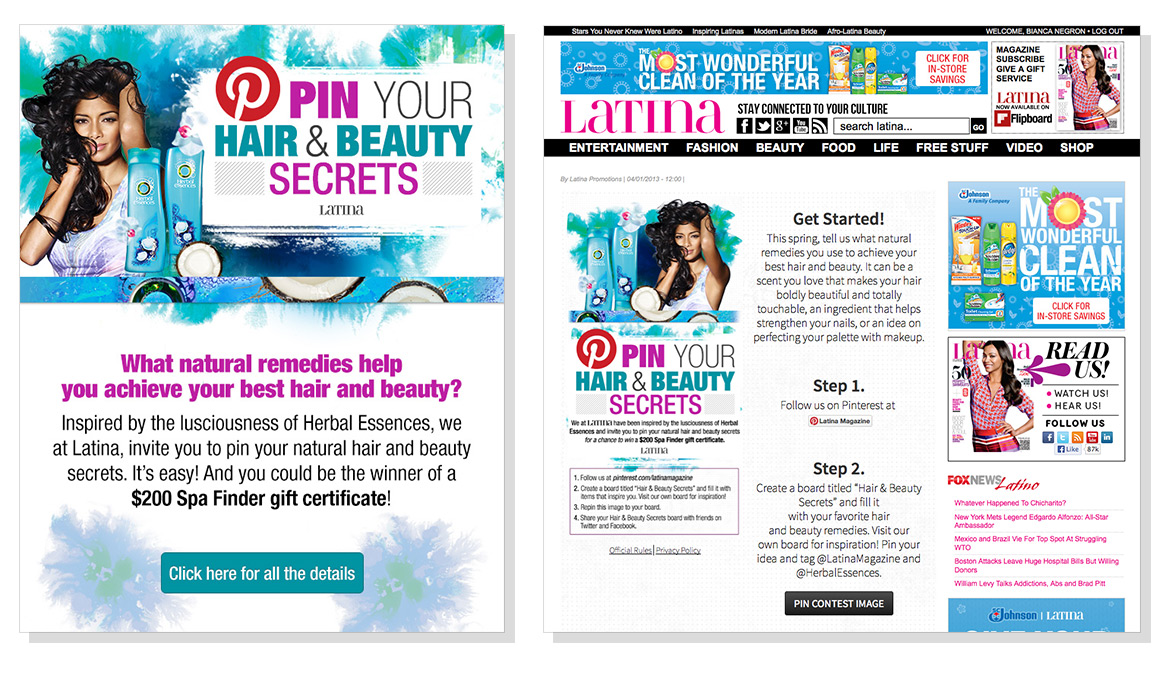 PIN YOUR
HAIR & BEAUTY
SECRETS
LATINA
Herbal
Essences
What natural remedies help
you achieve your best hair and beauty?
Inspired by the lusciousness of Herbal Essences, we
at Latina, invite you to pin your natural hair and beauty
secrets. It's easy! And you could be the winner of a
$200 Spa Finder gift certificate!
Click here for all the details
Stars You Never Knew Were Latino Inspiring Latinas Modern Latina Bride Afro-Latina Beauty
WELCOME, BIANCA NEGRON • LOG OUT
Johnson
THE
MOST WONDERFUL
CLEAN OF THE YEAR
CLICK FOR
IN-STORE
SAVINGS
MAGAZINE
SUBSCRIBE
GIVE A GIFT
SERVICE
LATINA
NOW AVAILABLE ON
Flipboard
LATINA
STAY CONNECTED TO YOUR CULTURE
search latina... GO
ENTERTAINMENT FASHION BEAUTY FOOD LIFE FREE STUFF VIDEO SHOP
By Latina Promotions | 04/01/2013 - 12:00 |
PIN YOUR
HAIR & BEAUTY
SECRETS
We at LATINA have been inspired by the lusciousness of Herbal
Essences and invite you to pin your natural hair and beauty secrets
for a chance to win a $200 Spa Finder gift certificate.
LATINA
1. Follow us at pinterest.com/latinamagazine
2. Create a board titled "Hair & Beauty Secrets" and fill it with
items that inspire you. Visit our own board for inspiration!
3. Repin this image to your board.
4. Share your Hair & Beauty Secrets board with friends on
Twitter and Facebook.
Official Rules | Privacy Policy
Get Started!
This spring, tell us what natural
remedies you use to achieve your
best hair and beauty. It can be a
scent you love that makes your hair
boldly beautiful and totally
touchable, an ingredient that helps
strengthen your nails, or an idea on
perfecting your palette with makeup.
Step 1.
Follow us on Pinterest at
Latina Magazine
Step 2.
Create a board titled "Hair & Beauty
Secrets" and fill it
with your favorite hair
and beauty remedies. Visit our
own board for inspiration! Pin your
idea and tag @LatinaMagazine and
@HerbalEssences.
PIN CONTEST IMAGE
Johnson
A Family Company
THE
MOST
WONDERFUL
CLEAN
OF THE YEAR
CLICK FOR
IN-STORE SAVINGS
Latina
READ
US!
• WATCH US!
• HEAR US!
FOLLOW US
Like 87k
FOX NEWS Latino
Whatever Happened To Chicharito?
New York Mets Legend Edgardo Alfonzo: All-Star
Ambassador
Mexico and Brazil Vie For Top Spot At Struggling
WTO
Boston Attacks Leave Huge Hospital Bills But Willing
Donors
William Levy Talks Addictions, Abs and Brad Pitt
Johnson | LATINA